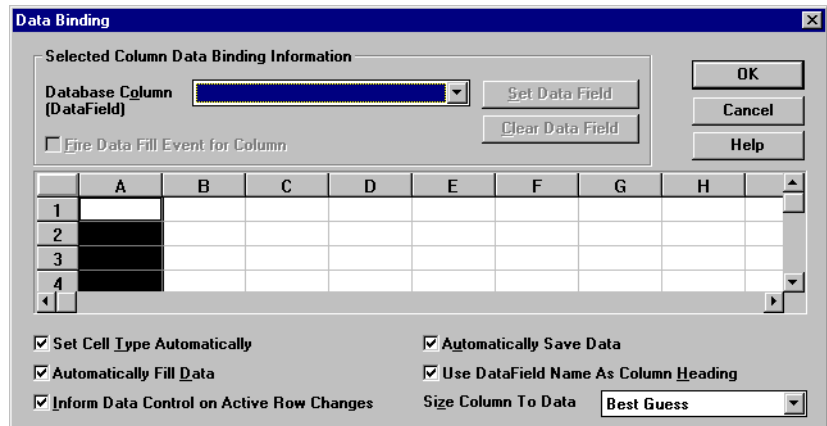 Data Binding
Selected Column Data Binding Information
Database Column
(DataField)
Set Data Field
Clear Data Field
Fire Data Fill Event for Column
OK
Cancel
Help
A B C D E F G H
1
2
3
4
Set Cell Type Automatically
Automatically Save Data
Automatically Fill Data
Use DataField Name As Column Heading
Inform Data Control on Active Row Changes
Size Column To Data Best Guess